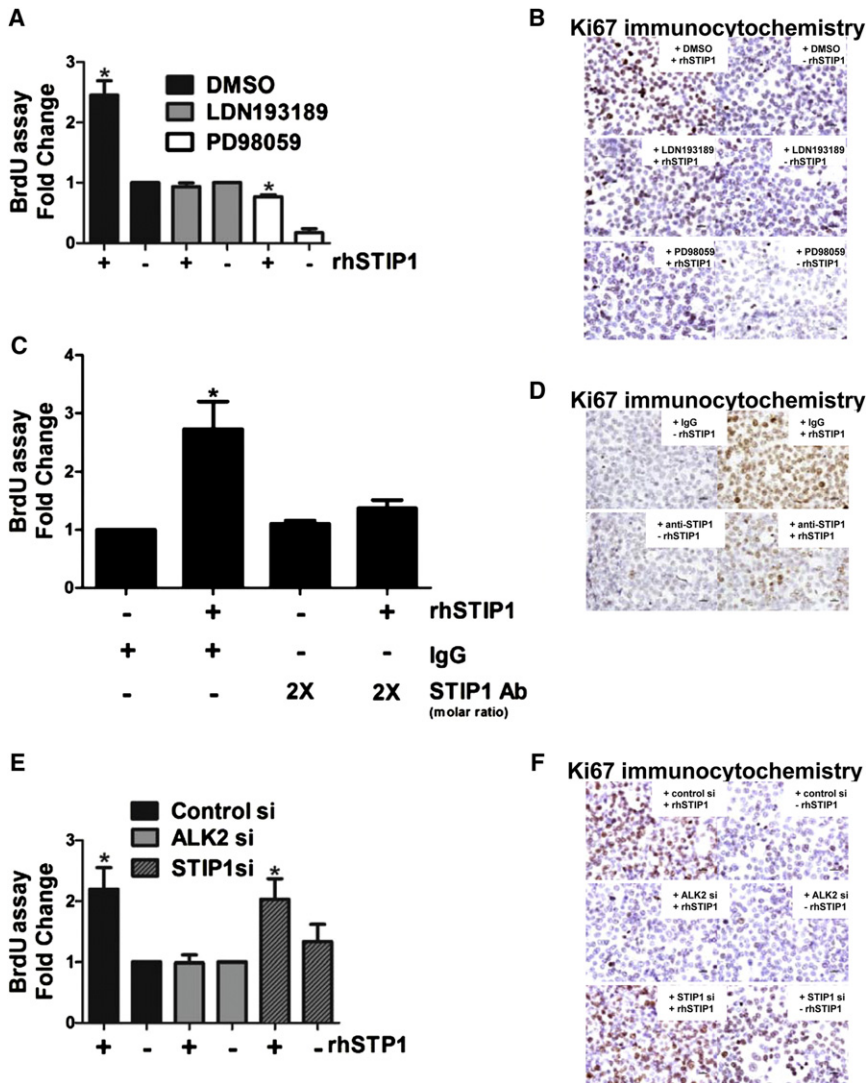 A
3
2
1
0
BrdU assay
Fold Change
*
*
DMSO
LDN193189
PD98059
+ - + - + - rhSTIP1
B
Ki67 immunocytochemistry
+ DMSO
+ rhSTIP1
+ DMSO
- rhSTIP1
+ LDN193189
+ rhSTIP1
+ LDN193189
- rhSTIP1
+ PD98059
+ rhSTIP1
+ PD98059
- rhSTIP1
C
4
3
2
1
0
BrdU assay
Fold Change
*
- + - + rhSTIP1
+ + - - IgG
- - 2X 2X STIP1 Ab
(molar ratio)
D
Ki67 immunocytochemistry
+ IgG
- rhSTIP1
+ IgG
+ rhSTIP1
+ anti-STIP1
- rhSTIP1
+ anti-STIP1
+ rhSTIP1
E
3
2
1
0
BrdU assay
Fold Change
*
*
Control si
ALK2 si
STIP1si
+ - + - + - rhSTP1
F
Ki67 immunocytochemistry
+ control si
+ rhSTIP1
+ control si
- rhSTIP1
+ ALK2 si
+ rhSTIP1
+ ALK2 si
- rhSTIP1
+ STIP1 si
+ rhSTIP1
+ STIP1 si
- rhSTIP1